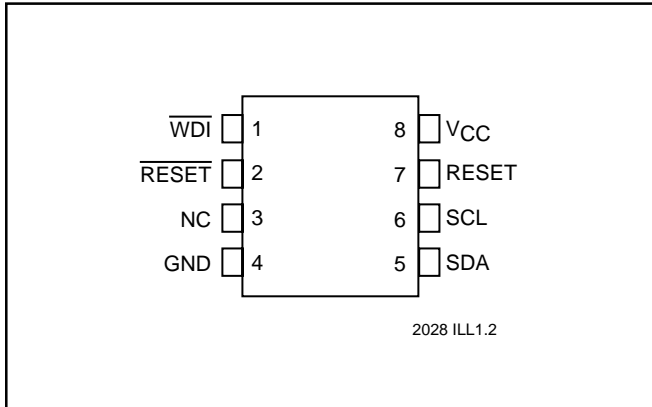 WDI 1 8 VCC
RESET 2 7 RESET
NC 3 6 SCL
GND 4 5 SDA
2028 ILL1.2